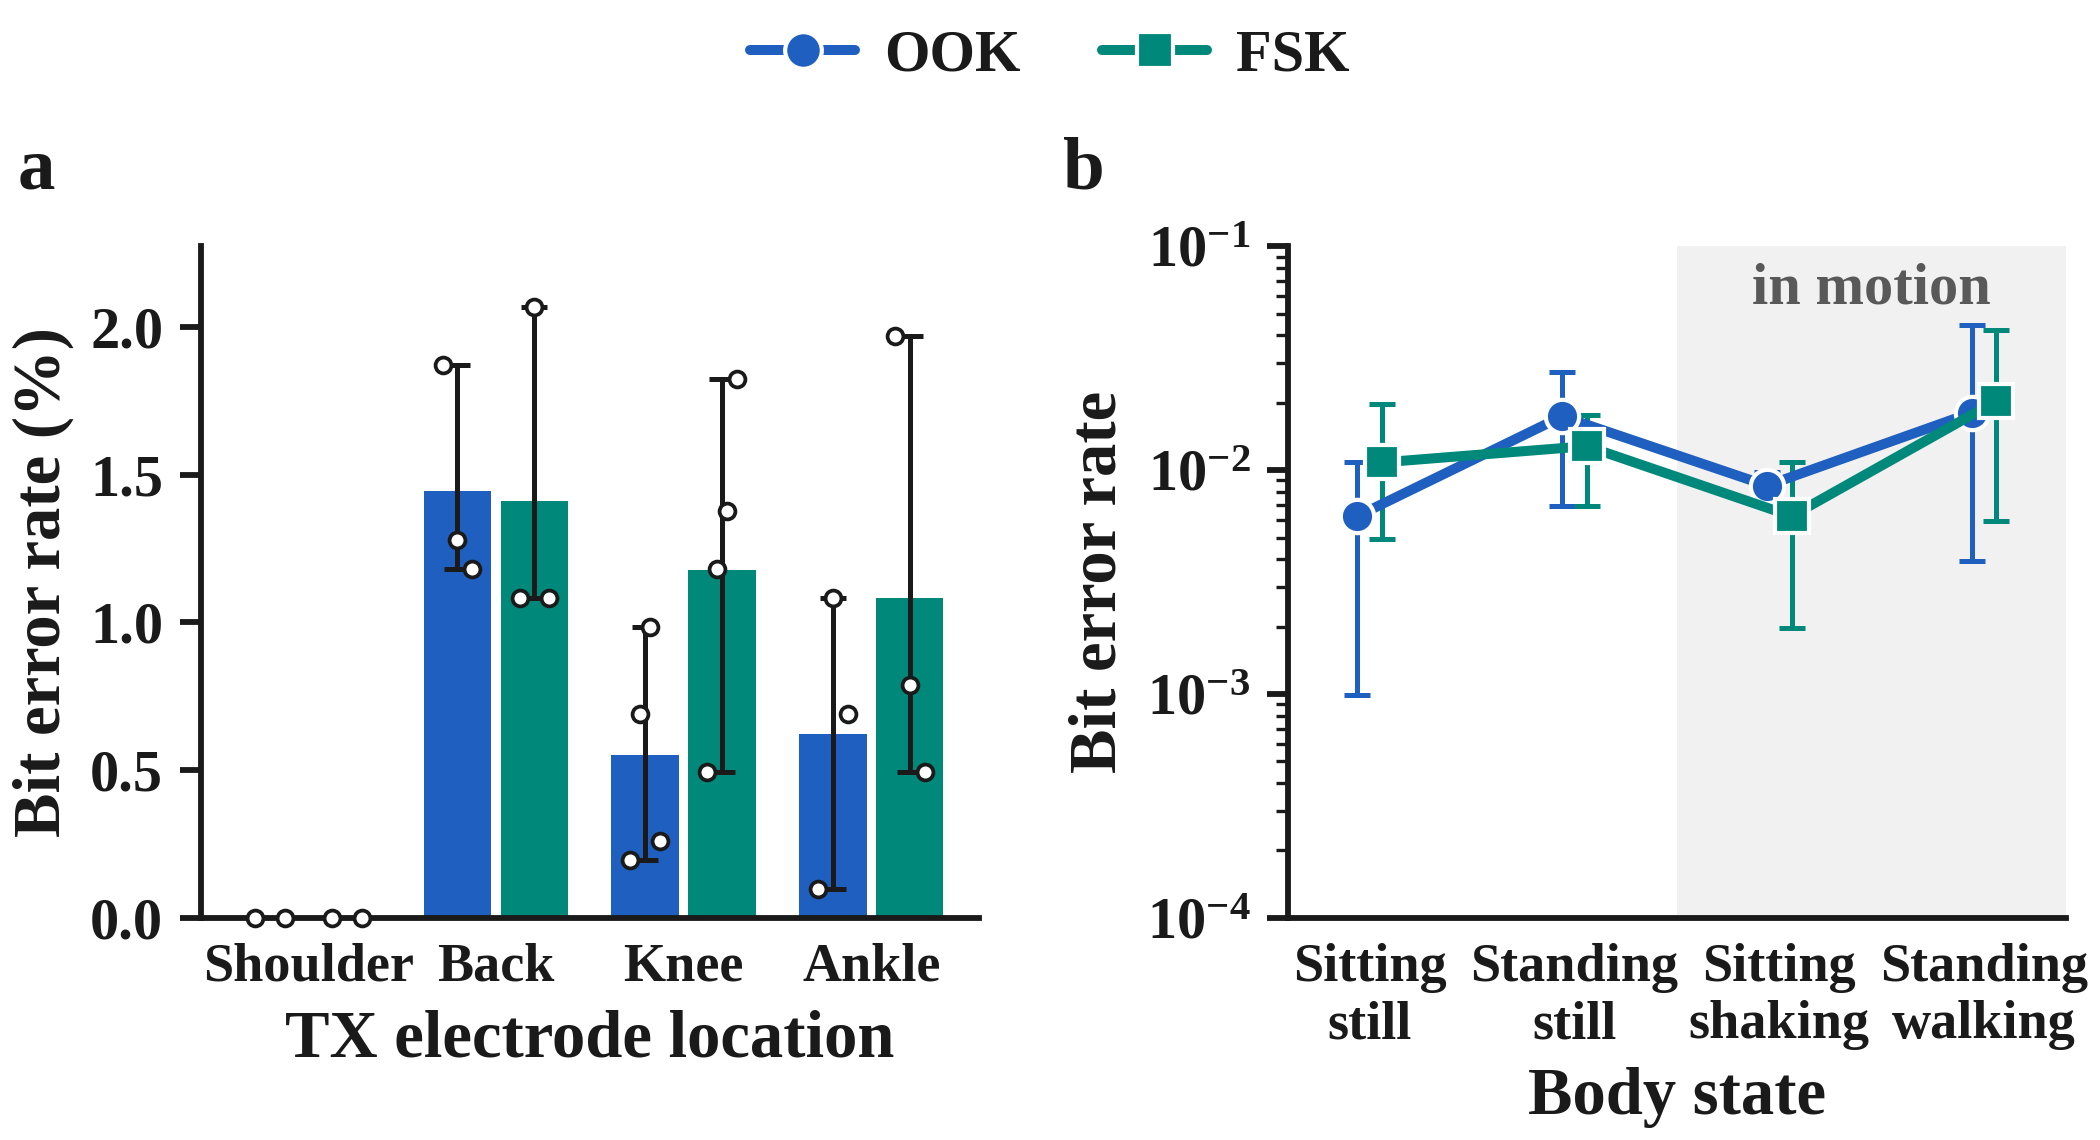 OOK
FSK
a
Bit error rate (%)
2.0
1.5
1.0
0.5
0.0
Shoulder Back Knee Ankle
TX electrode location
b
Bit error rate
10⁻¹
10⁻²
10⁻³
10⁻⁴
in motion
Sitting still
Standing still
Sitting shaking
Standing walking
Body state